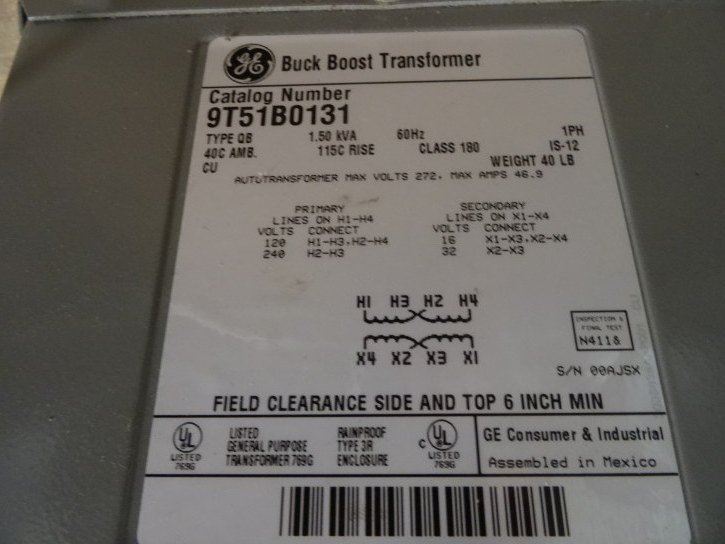 GE Buck Boost Transformer
Catalog Number
9T51B0131
TYPE QB 1.50 kVA 60Hz 1PH
40C AMB. 115C RISE CLASS 180 IS-12
CU WEIGHT 40 LB
AUTOTRANSFORMER MAX VOLTS 272, MAX AMPS 46.9
PRIMARY SECONDARY
LINES ON H1-H4 LINES ON X1-X4
VOLTS CONNECT VOLTS CONNECT
120 H1-H3,H2-H4 16 X1-X3,X2-X4
240 H2-H3 32 X2-X3
H1 H3 H2 H4
X4 X2 X3 X1
INSPECTION &
FINAL TEST
N411&
S/N 00AJSX
FIELD CLEARANCE SIDE AND TOP 6 INCH MIN
UL LISTED 769G
LISTED
GENERAL PURPOSE
TRANSFORMER 769G
RAINPROOF
TYPE 3R
ENCLOSURE
C UL LISTED 769G
GE Consumer & Industrial
Assembled in Mexico